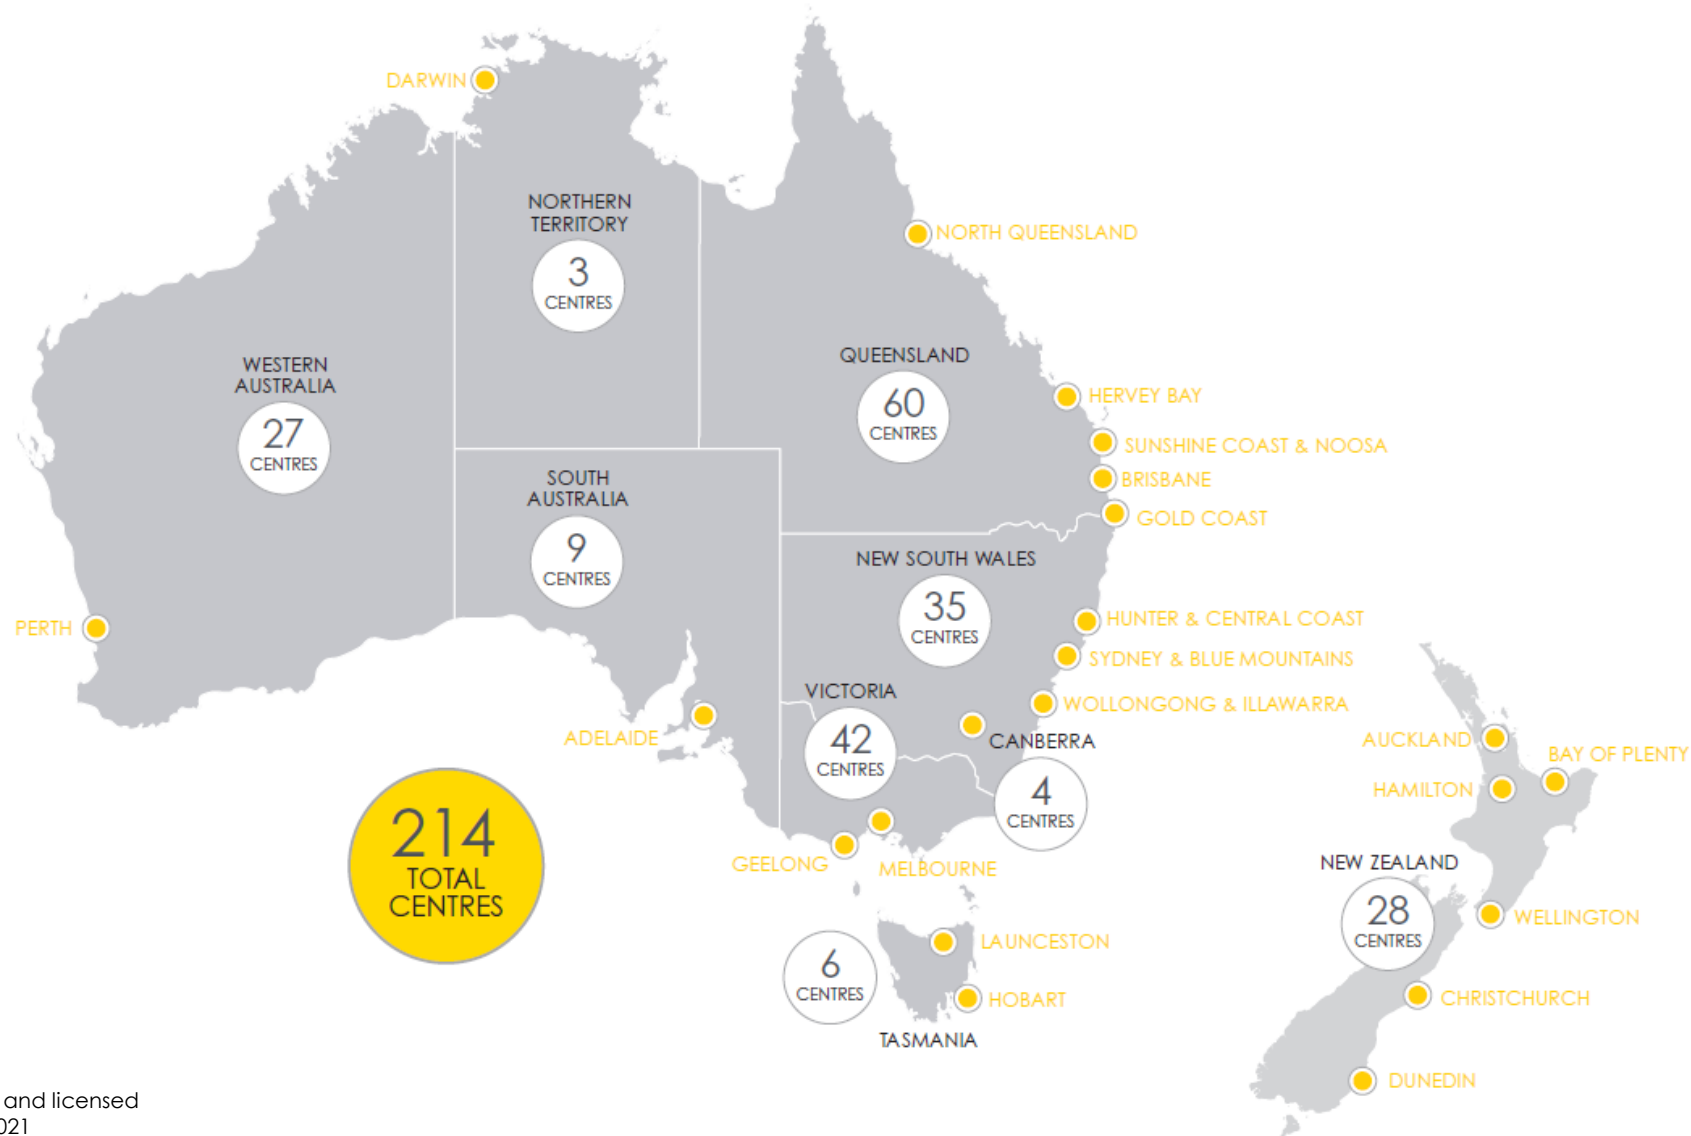 DARWIN
NORTHERN
TERRITORY
3
CENTRES
NORTH QUEENSLAND
WESTERN
AUSTRALIA
27
CENTRES
QUEENSLAND
60
CENTRES
HERVEY BAY
SUNSHINE COAST & NOOSA
BRISBANE
GOLD COAST
SOUTH
AUSTRALIA
9
CENTRES
NEW SOUTH WALES
35
CENTRES
PERTH
HUNTER & CENTRAL COAST
SYDNEY & BLUE MOUNTAINS
WOLLONGONG & ILLAWARRA
VICTORIA
42
CENTRES
CANBERRA
4
CENTRES
ADELAIDE
GEELONG
MELBOURNE
214
TOTAL
CENTRES
6
CENTRES
LAUNCESTON
HOBART
TASMANIA
AUCKLAND
BAY OF PLENTY
HAMILTON
NEW ZEALAND
28
CENTRES
WELLINGTON
CHRISTCHURCH
DUNEDIN
and licensed
021